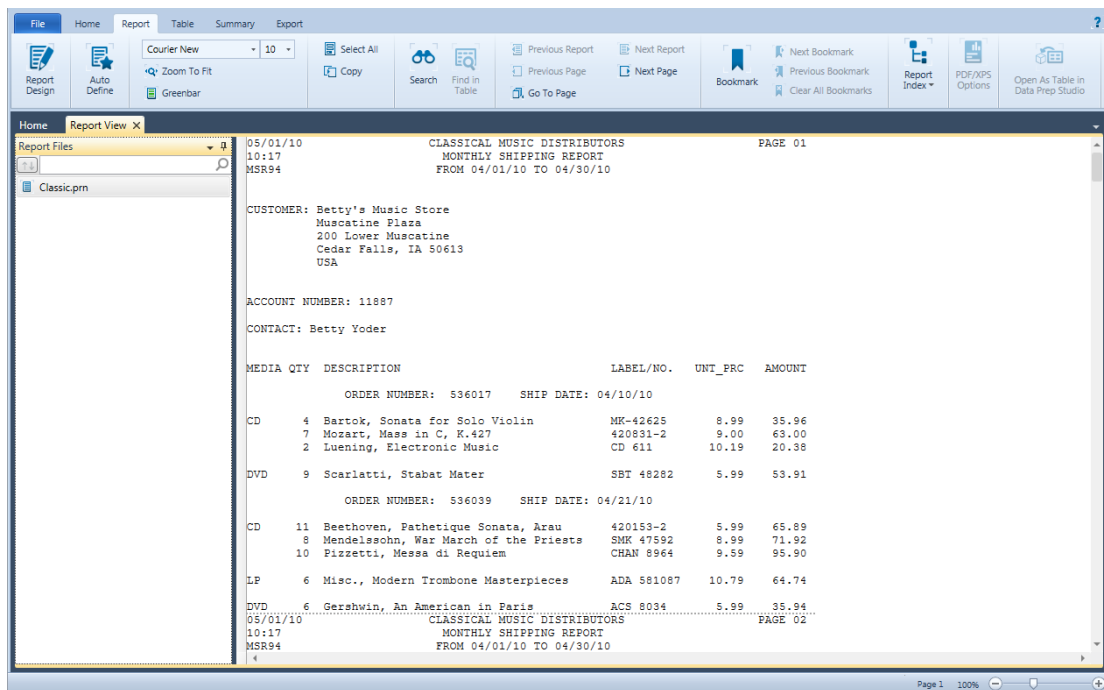 File Home Report Table Summary Export ?
Report Design
Auto Define
Courier New 10
Zoom To Fit
Greenbar
Select All
Copy
Search
Find in Table
Previous Report
Previous Page
Go To Page
Next Report
Next Page
Bookmark
Next Bookmark
Previous Bookmark
Clear All Bookmarks
Report Index
PDF/XPS Options
Open As Table in Data Prep Studio
Home Report View X
Report Files
Classic.prn
05/01/10 CLASSICAL MUSIC DISTRIBUTORS PAGE 01
10:17 MONTHLY SHIPPING REPORT
MSR94 FROM 04/01/10 TO 04/30/10
CUSTOMER: Betty's Music Store
Muscatine Plaza
200 Lower Muscatine
Cedar Falls, IA 50613
USA
ACCOUNT NUMBER: 11887
CONTACT: Betty Yoder
MEDIA QTY DESCRIPTION LABEL/NO. UNT_PRC AMOUNT
ORDER NUMBER: 536017 SHIP DATE: 04/10/10
CD 4 Bartok, Sonata for Solo Violin MK-42625 8.99 35.96
7 Mozart, Mass in C, K.427 420831-2 9.00 63.00
2 Luening, Electronic Music CD 611 10.19 20.38
DVD 9 Scarlatti, Stabat Mater SBT 48282 5.99 53.91
ORDER NUMBER: 536039 SHIP DATE: 04/21/10
CD 11 Beethoven, Pathetique Sonata, Arau 420153-2 5.99 65.89
8 Mendelssohn, War March of the Priests SMK 47592 8.99 71.92
10 Pizzetti, Messa di Requiem CHAN 8964 9.59 95.90
LP 6 Misc., Modern Trombone Masterpieces ADA 581087 10.79 64.74
DVD 6 Gershwin, An American in Paris ACS 8034 5.99 35.94
05/01/10 CLASSICAL MUSIC DISTRIBUTORS PAGE 02
10:17 MONTHLY SHIPPING REPORT
MSR94 FROM 04/01/10 TO 04/30/10
Page 1 100%